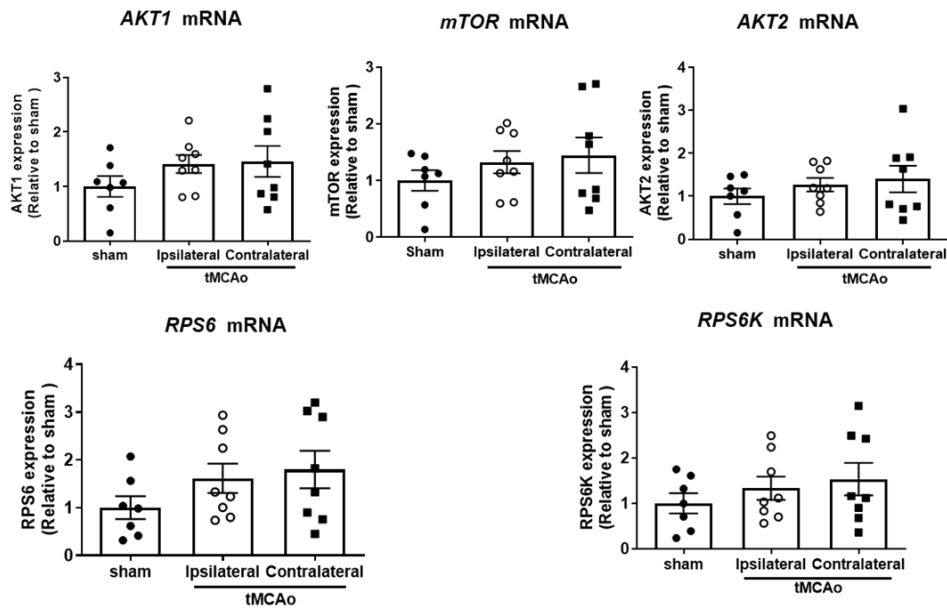 AKT1 mRNA
AKT1 expression
(Relative to sham )
3
2
1
0
sham
Ipsilateral
Contralateral
tMCAo
mTOR mRNA
mTOR expression
(Relative to sham )
3
2
1
0
Sham
Ipsilateral
Contralateral
tMCAo
AKT2 mRNA
AKT2 expression
(Relative to sham )
4
3
2
1
0
sham
Ipsilateral
Contralateral
tMCAo
RPS6 mRNA
RPS6 expression
(Relative to sham )
4
3
2
1
0
sham
Ipsilateral
Contralateral
tMCAo
RPS6K mRNA
RPS6K expression
(Relative to sham )
4
3
2
1
0
sham
Ipsilateral
Contralateral
tMCAo